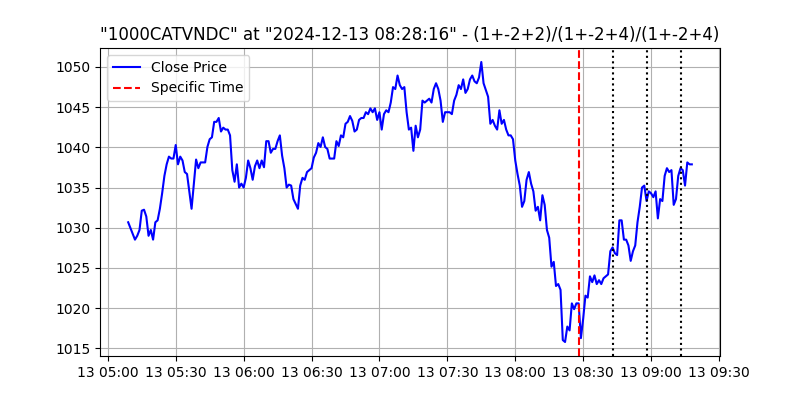 "1000CATVNDC" at "2024-12-13 08:28:16" - (1+-2+2)/(1+-2+4)/(1+-2+4)
Close Price
Specific Time
1050
1045
1040
1035
1030
1025
1020
1015
13 05:00 13 05:30 13 06:00 13 06:30 13 07:00 13 07:30 13 08:00 13 08:30 13 09:00 13 09:30